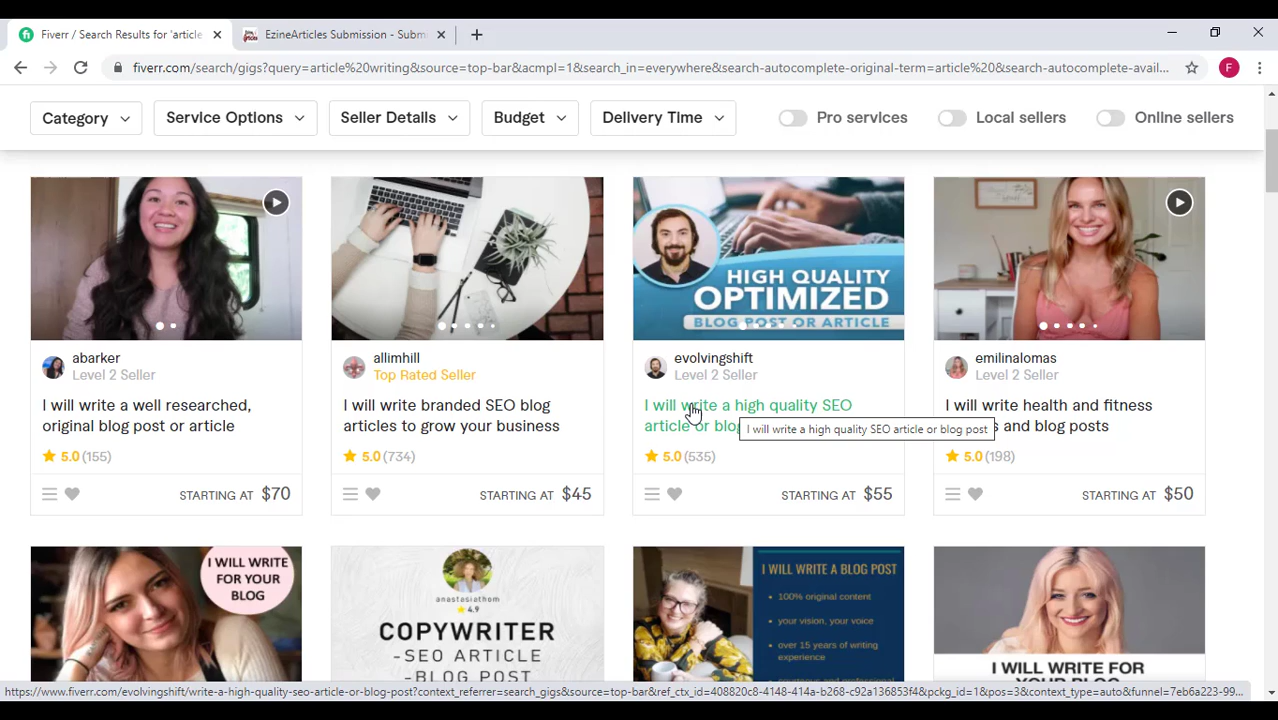 Fiverr / Search Results for 'article
EzineArticles Submission - Subm
fiverr.com/search/gigs?query=article%20writing&source=top-bar&acmpl=1&search_in=everywhere&search-autocomplete-original-term=article%20&search-autocomplete-avail...
F
Category
Service Options
Seller Details
Budget
Delivery Time
Pro services
Local sellers
Online sellers
HIGH QUALITY
OPTIMIZED
BLOG POST OR ARTICLE
abarker
Level 2 Seller
I will write a well researched,
original blog post or article
5.0 (155)
STARTING AT $70
allimhill
Top Rated Seller
I will write branded SEO blog
articles to grow your business
5.0 (734)
STARTING AT $45
evolvingshift
Level 2 Seller
I will write a high quality SEO
article or blog
I will write a high quality SEO article or blog post
5.0 (535)
STARTING AT $55
emilinalomas
Level 2 Seller
I will write health and fitness
and blog posts
5.0 (198)
STARTING AT $50
I WILL WRITE
FOR YOUR
BLOG
anastasiathom
4.9
COPYWRITER
-SEO ARTICLE
-BLOG POST
I WILL WRITE A BLOG POST
• 100% original content
• your vision, your voice
• over 15 years of writing
experience
• courteous and professional
I WILL WRITE FOR
YOUR BLOG
https://www.fiverr.com/evolvingshift/write-a-high-quality-seo-article-or-blog-post?context_referrer=search_gigs&source=top-bar&ref_ctx_id=408820c8-4148-414a-b268-c92a136853f4&pckg_id=1&pos=3&context_type=auto&funnel=7eb6a223-99...